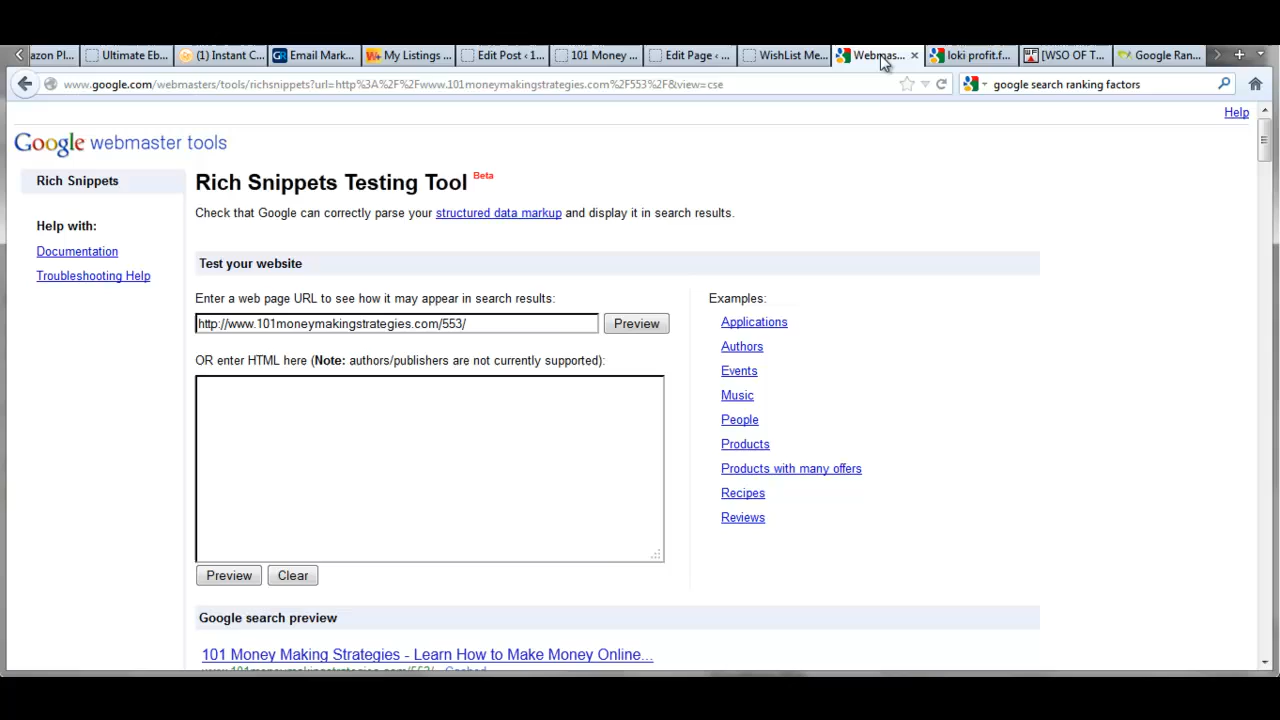 azon Pl...
Ultimate Eb...
(1) Instant C...
GR Email Mark...
My Listings ...
Edit Post ‹ 1...
101 Money ...
Edit Page ‹ ...
WishList Me...
Webmas...
loki profit.f...
[WSO OF T...
Google Ran...
www.google.com/webmasters/tools/richsnippets?url=http%3A%2F%2Fwww.101moneymakingstrategies.com%2F553%2F&view=cse
google search ranking factors
Help
Google webmaster tools
Rich Snippets
Rich Snippets Testing Tool Beta
Check that Google can correctly parse your structured data markup and display it in search results.
Help with:
Documentation
Troubleshooting Help
Test your website
Enter a web page URL to see how it may appear in search results:
http://www.101moneymakingstrategies.com/553/
Preview
OR enter HTML here (Note: authors/publishers are not currently supported):
Preview
Clear
Examples:
Applications
Authors
Events
Music
People
Products
Products with many offers
Recipes
Reviews
Google search preview
101 Money Making Strategies - Learn How to Make Money Online...
www.101moneymakingstrategies.com/553/ - Cached